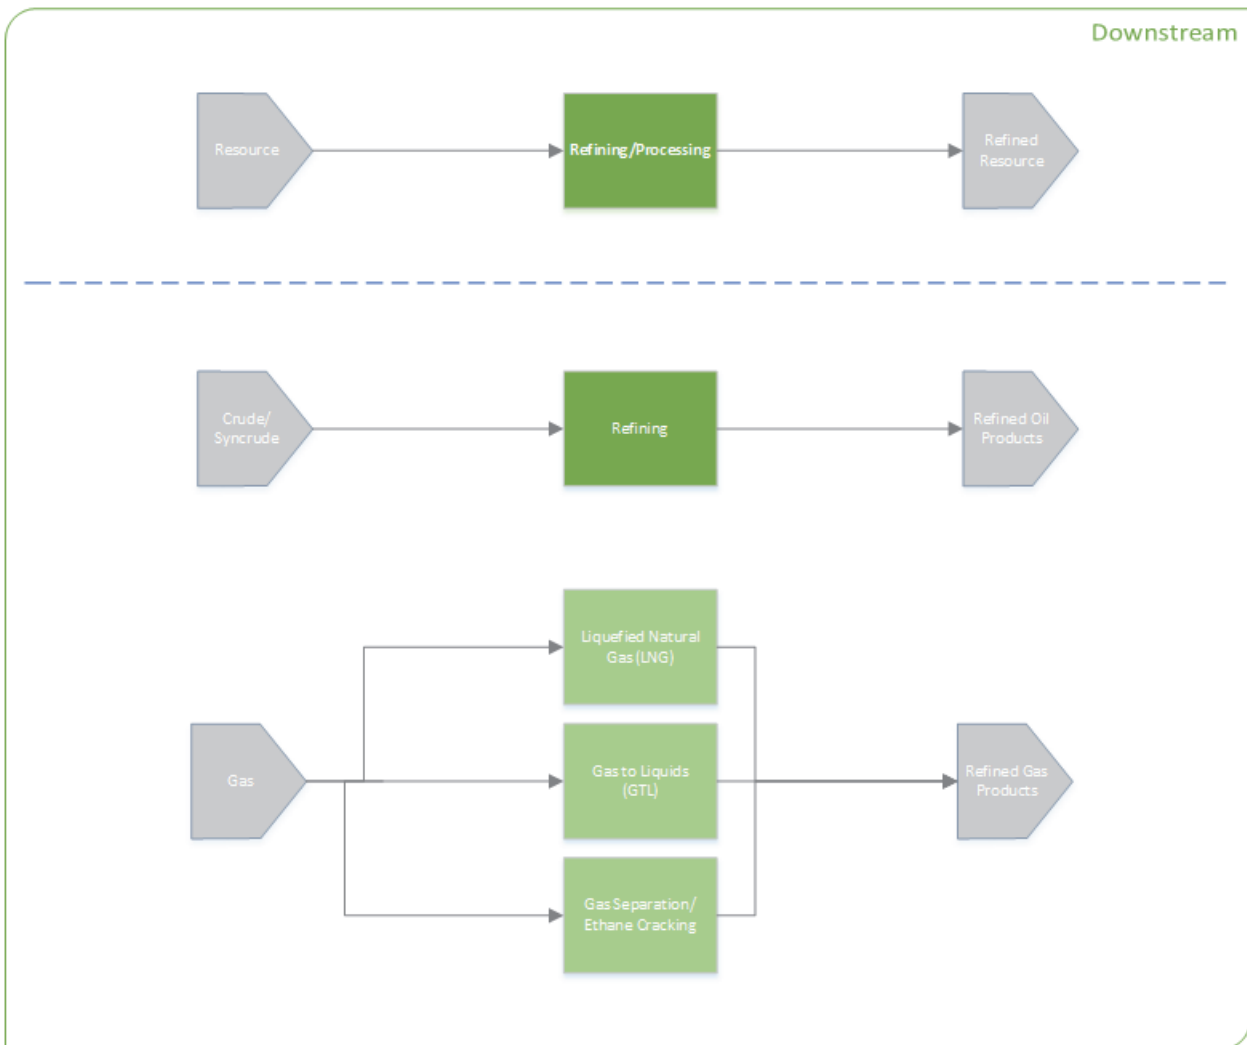 Downstream
Resource
Refining/Processing
Refined
Resource
Crude/
Syncrude
Refining
Refined Oil
Products
Liquefied Natural
Gas (LNG)
Gas
Gas to Liquids
(GTL)
Refined Gas
Products
Gas Separation/
Ethane Cracking